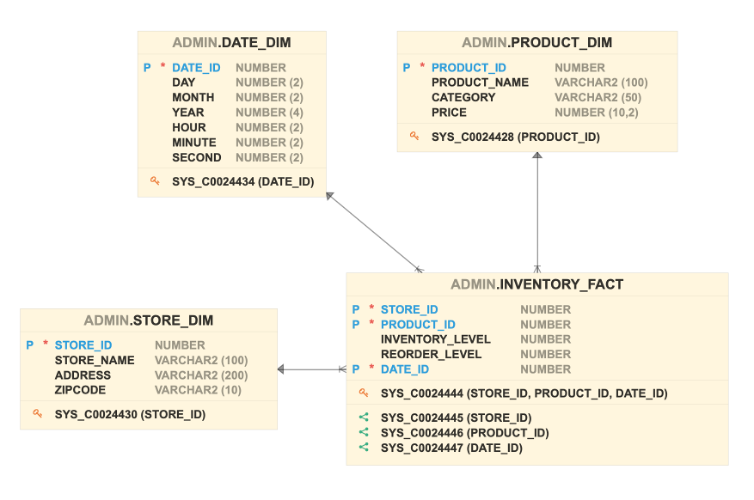 ADMIN.DATE_DIM
P * DATE_ID NUMBER
DAY NUMBER (2)
MONTH NUMBER (2)
YEAR NUMBER (4)
HOUR NUMBER (2)
MINUTE NUMBER (2)
SECOND NUMBER (2)
SYS_C0024434 (DATE_ID)
ADMIN.PRODUCT_DIM
P * PRODUCT_ID NUMBER
PRODUCT_NAME VARCHAR2 (100)
CATEGORY VARCHAR2 (50)
PRICE NUMBER (10,2)
SYS_C0024428 (PRODUCT_ID)
ADMIN.STORE_DIM
P * STORE_ID NUMBER
STORE_NAME VARCHAR2 (100)
ADDRESS VARCHAR2 (200)
ZIPCODE VARCHAR2 (10)
SYS_C0024430 (STORE_ID)
ADMIN.INVENTORY_FACT
P * STORE_ID NUMBER
P * PRODUCT_ID NUMBER
INVENTORY_LEVEL NUMBER
REORDER_LEVEL NUMBER
P * DATE_ID NUMBER
SYS_C0024444 (STORE_ID, PRODUCT_ID, DATE_ID)
SYS_C0024445 (STORE_ID)
SYS_C0024446 (PRODUCT_ID)
SYS_C0024447 (DATE_ID)